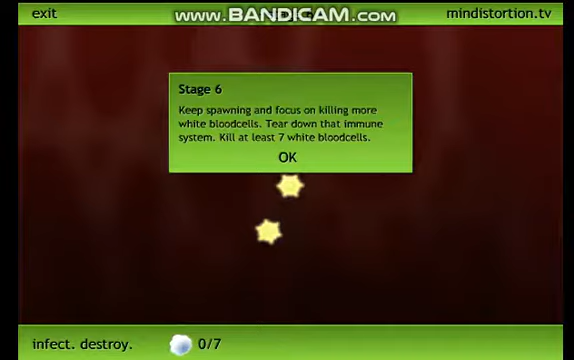 exit
www.BANDICAM.com
mindistortion.tv
Stage 6
Keep spawning and focus on killing more
white bloodcells. Tear down that immune
system. Kill at least 7 white bloodcells.
OK
infect. destroy.
0/7